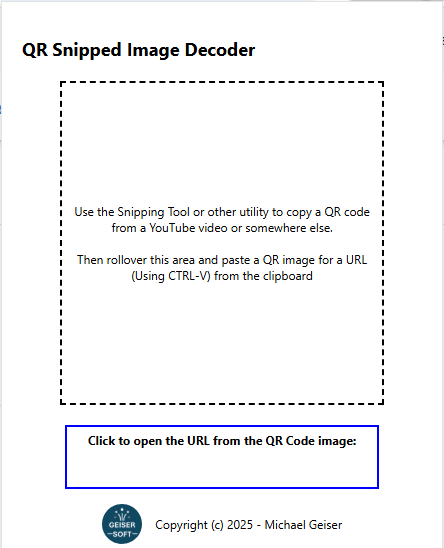 QR Snipped Image Decoder
Use the Snipping Tool or other utility to copy a QR code
from a YouTube video or somewhere else.
Then rollover this area and paste a QR image for a URL
(Using CTRL-V) from the clipboard
Click to open the URL from the QR Code image:
GEISER
SOFT
Copyright (c) 2025 - Michael Geiser